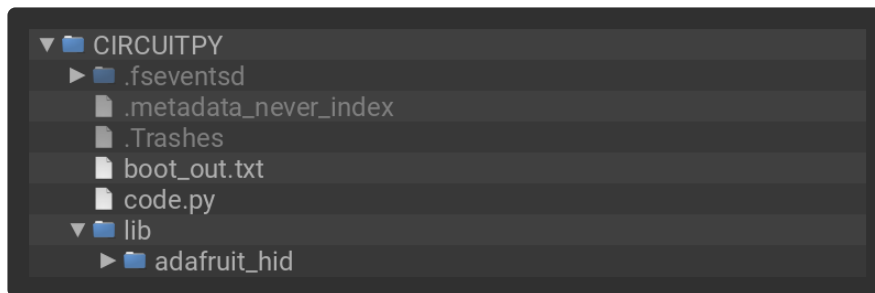 CIRCUITPY
.fseventsd
.metadata_never_index
.Trashes
boot_out.txt
code.py
lib
adafruit_hid